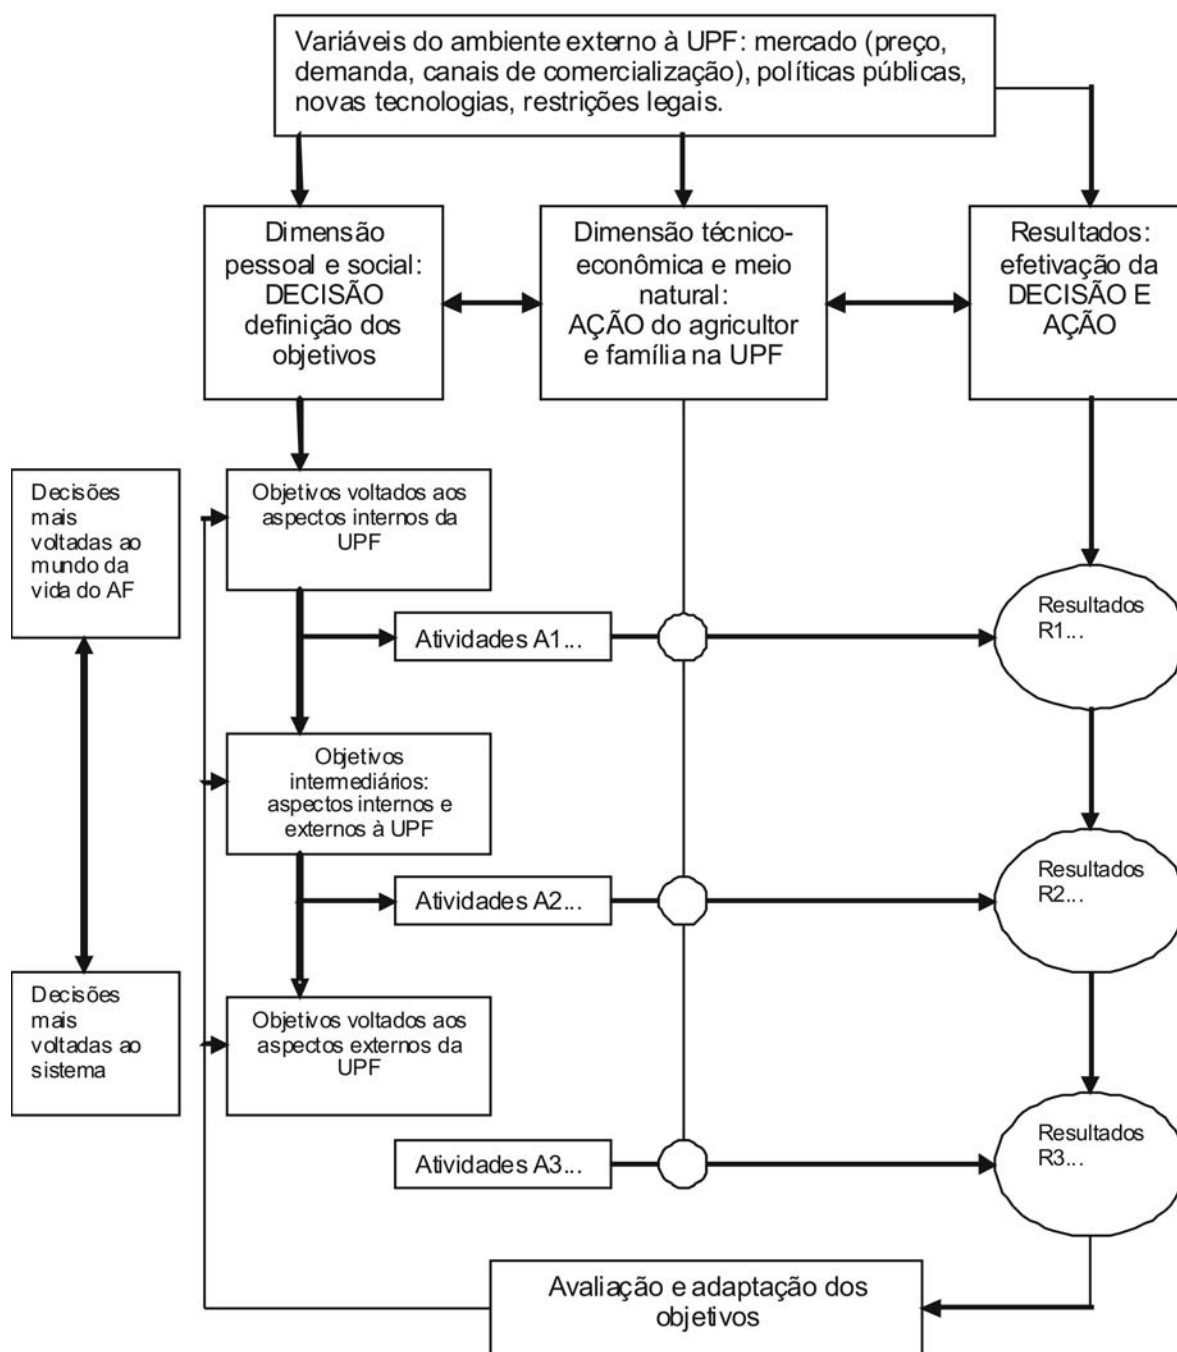 Variáveis do ambiente externo à UPF: mercado (preço,
demanda, canais de comercialização), políticas públicas,
novas tecnologias, restrições legais.
Dimensão
pessoal e social:
DECISÃO
definição dos
objetivos
Dimensão técnico-
econômica e meio
natural:
AÇÃO do agricultor
e família na UPF
Resultados:
efetivação da
DECISÃO E
AÇÃO
Decisões
mais
voltadas ao
mundo da
vida do AF
Objetivos voltados aos
aspectos internos da
UPF
Atividades A1...
Resultados
R1...
Objetivos
intermediários:
aspectos internos e
externos à UPF
Atividades A2...
Resultados
R2...
Decisões
mais
voltadas ao
sistema
Objetivos voltados aos
aspectos externos da
UPF
Atividades A3...
Resultados
R3...
Avaliação e adaptação dos
objetivos